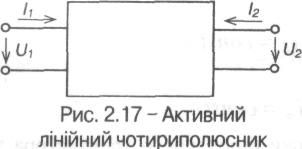 I₁ I₂
U₁ U₂
Рис. 2.17 – Активний
лінійний чотириполюсник